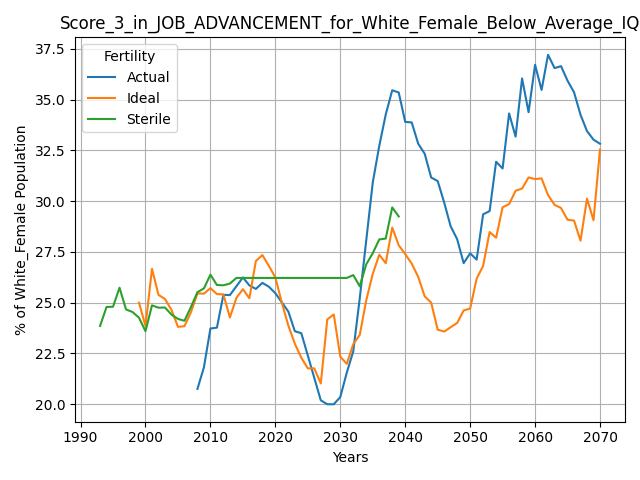 Score_3_in_JOB_ADVANCEMENT_for_White_Female_Below_Average_IQ
Fertility
Actual
Ideal
Sterile
% of White_Female Population
37.5
35.0
32.5
30.0
27.5
25.0
22.5
20.0
1990 2000 2010 2020 2030 2040 2050 2060 2070
Years